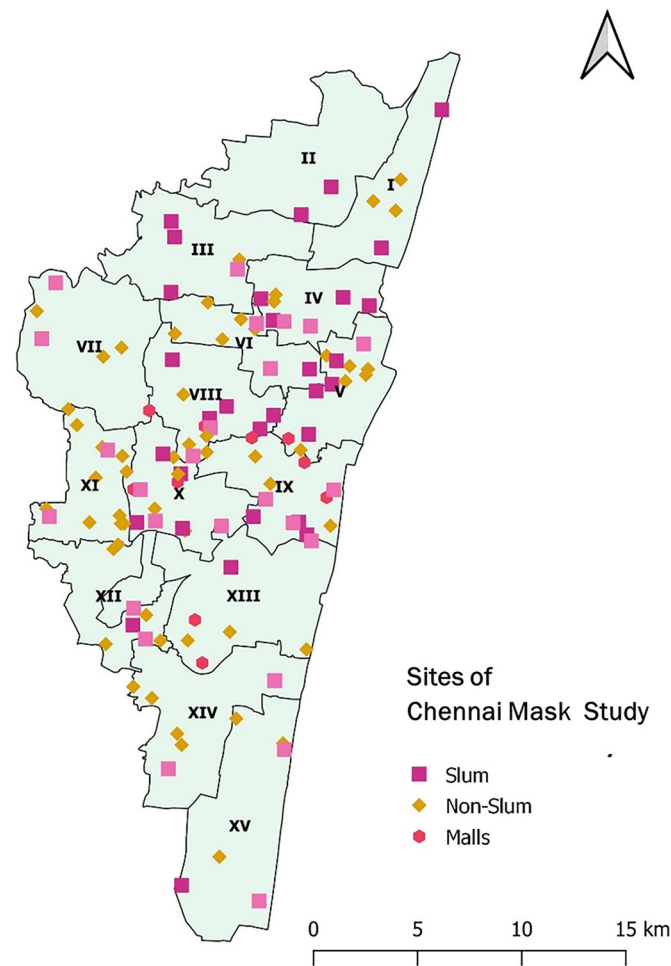 II
I
III
IV
VI
VII
VIII
V
XI
X
IX
XII
XIII
XIV
XV
Sites of
Chennai Mask Study
Slum
Non-Slum
Malls
0 5 10 15 km